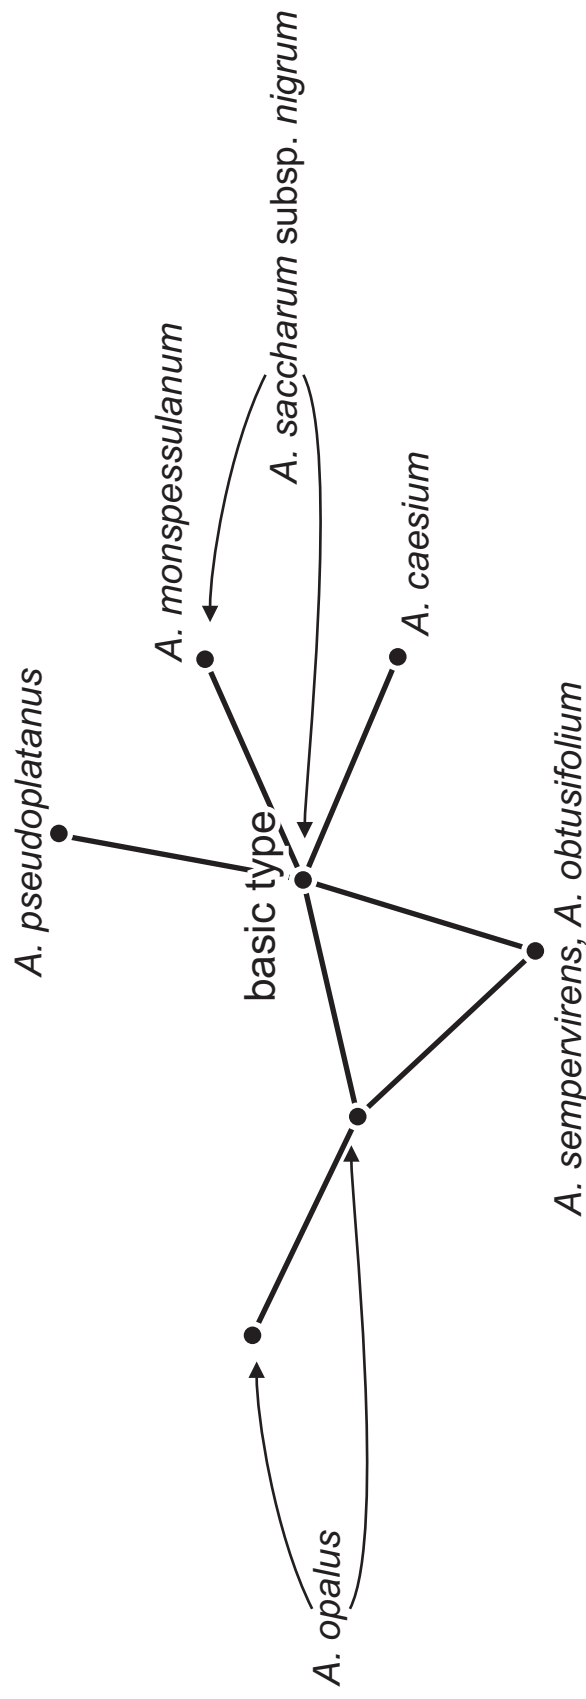 A. pseudoplatanus
A. monspessulanum
A. saccharum subsp. nigrum
basic type
A. opalus
A. caesium
A. sempervirens, A. obtusifolium